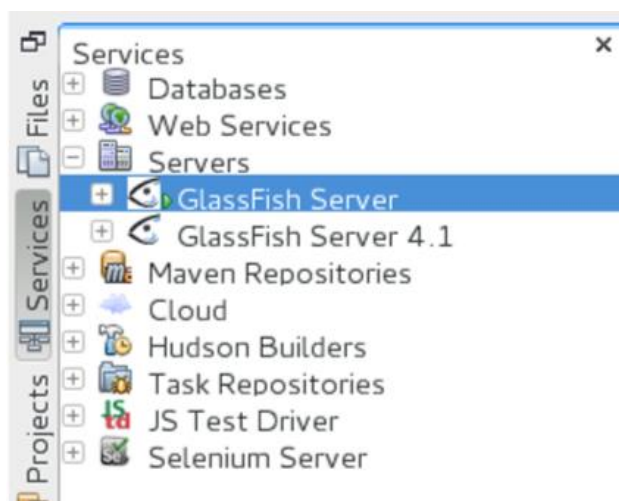 Services
Databases
Web Services
Servers
GlassFish Server
GlassFish Server 4.1
Maven Repositories
Cloud
Hudson Builders
Task Repositories
JS Test Driver
Selenium Server
Files
Services
Projects